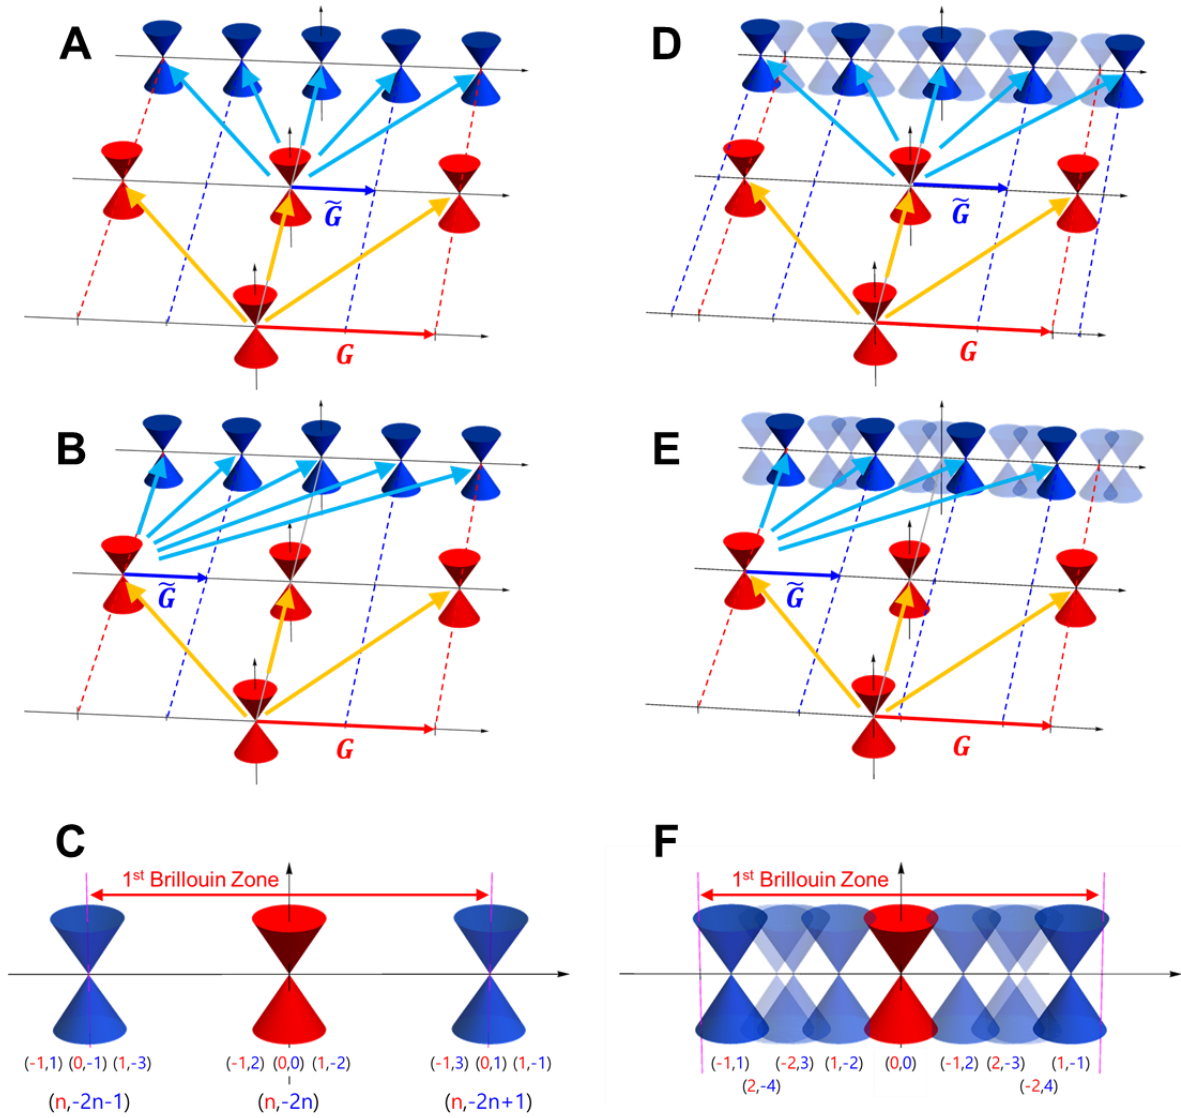 A
G̃
G
D
G̃
G
B
G̃
G
E
G̃
G
C
1st Brillouin Zone
(-1,1) (0,-1) (1,-3) (-1,2) (0,0) (1,-2) (-1,3) (0,1) (1,-1)
(n,-2n-1) (n,-2n) (n,-2n+1)
F
1st Brillouin Zone
(-1,1) (-2,3) (1,-2) (0,0) (-1,2) (2,-3) (1,-1)
(2,-4) (-2,4)